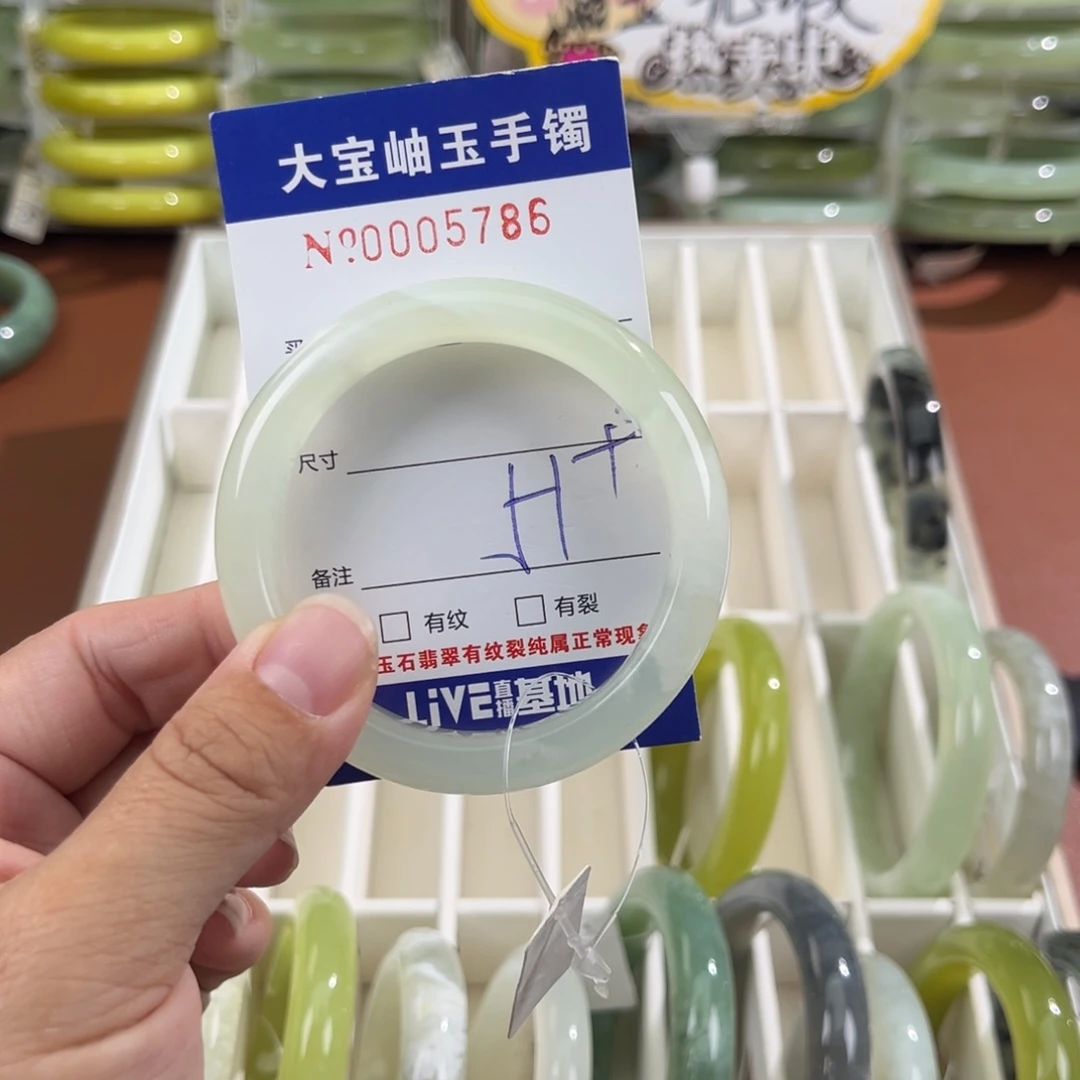 大宝岫玉手镯
№0005786
尺寸
H+
备注
□ 有纹 □ 有裂
玉石翡翠有纹裂纯属正常现象
LiVE直播基地